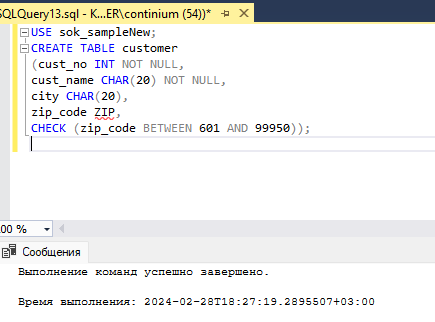 SQLQuery13.sql - K...ER\continium (54))*
USE sok_sampleNew;
CREATE TABLE customer
(cust_no INT NOT NULL,
cust_name CHAR(20) NOT NULL,
city CHAR(20),
zip_code ZIP,
CHECK (zip_code BETWEEN 601 AND 99950));
00 %
Сообщения
Выполнение команд успешно завершено.
Время выполнения: 2024-02-28T18:27:19.2895507+03:00